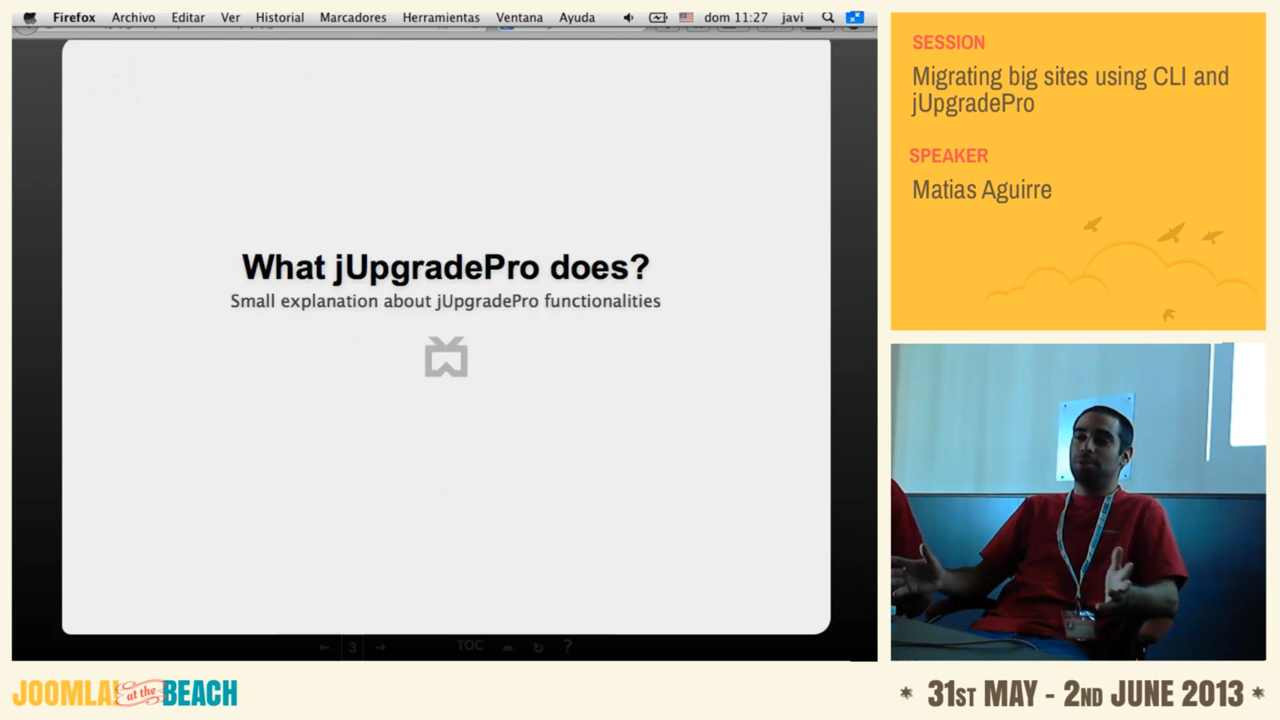 Firefox Archivo Editar Ver Historial Marcadores Herramientas Ventana Ayuda dom 11:27 javi
What jUpgradePro does?
Small explanation about jUpgradePro functionalities
← 3 → TOC ↻ ?
SESSION
Migrating big sites using CLI and
jUpgradePro
SPEAKER
Matias Aguirre
JOOMLA! at the BEACH
* 31ST MAY - 2ND JUNE 2013 *